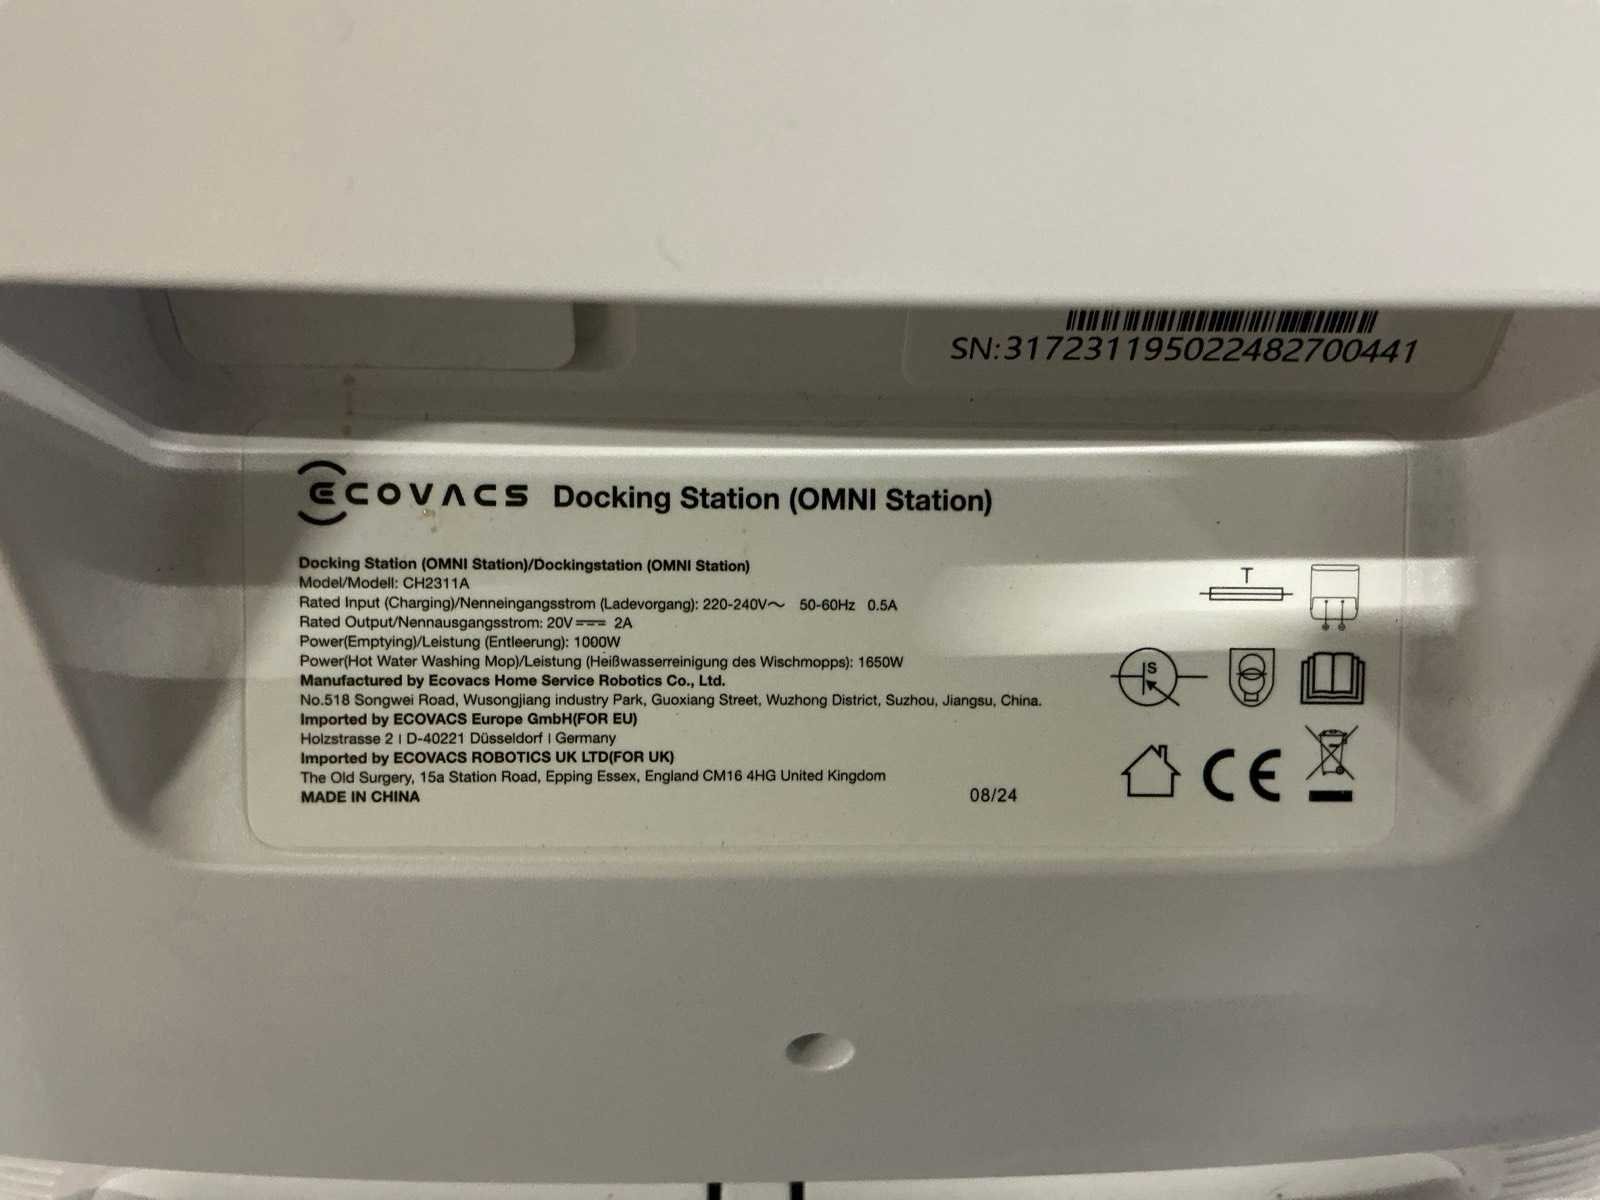 SN:317231195022482700441
ECOVACS Docking Station (OMNI Station)
Docking Station (OMNI Station)/Dockingstation (OMNI Station)
Model/Modell: CH2311A
Rated Input (Charging)/Nenneingangsstrom (Ladevorgang): 220-240V～ 50-60Hz 0.5A
Rated Output/Nennausgangsstrom: 20V⎓ 2A
Power(Emptying)/Leistung (Entleerung): 1000W
Power(Hot Water Washing Mop)/Leistung (Heißwasserreinigung des Wischmopps): 1650W
Manufactured by Ecovacs Home Service Robotics Co., Ltd.
No.518 Songwei Road, Wusongjiang industry Park, Guoxiang Street, Wuzhong District, Suzhou, Jiangsu, China.
Imported by ECOVACS Europe GmbH(FOR EU)
Holzstrasse 2 | D-40221 Düsseldorf | Germany
Imported by ECOVACS ROBOTICS UK LTD(FOR UK)
The Old Surgery, 15a Station Road, Epping Essex, England CM16 4HG United Kingdom
MADE IN CHINA
08/24
T
S
CE